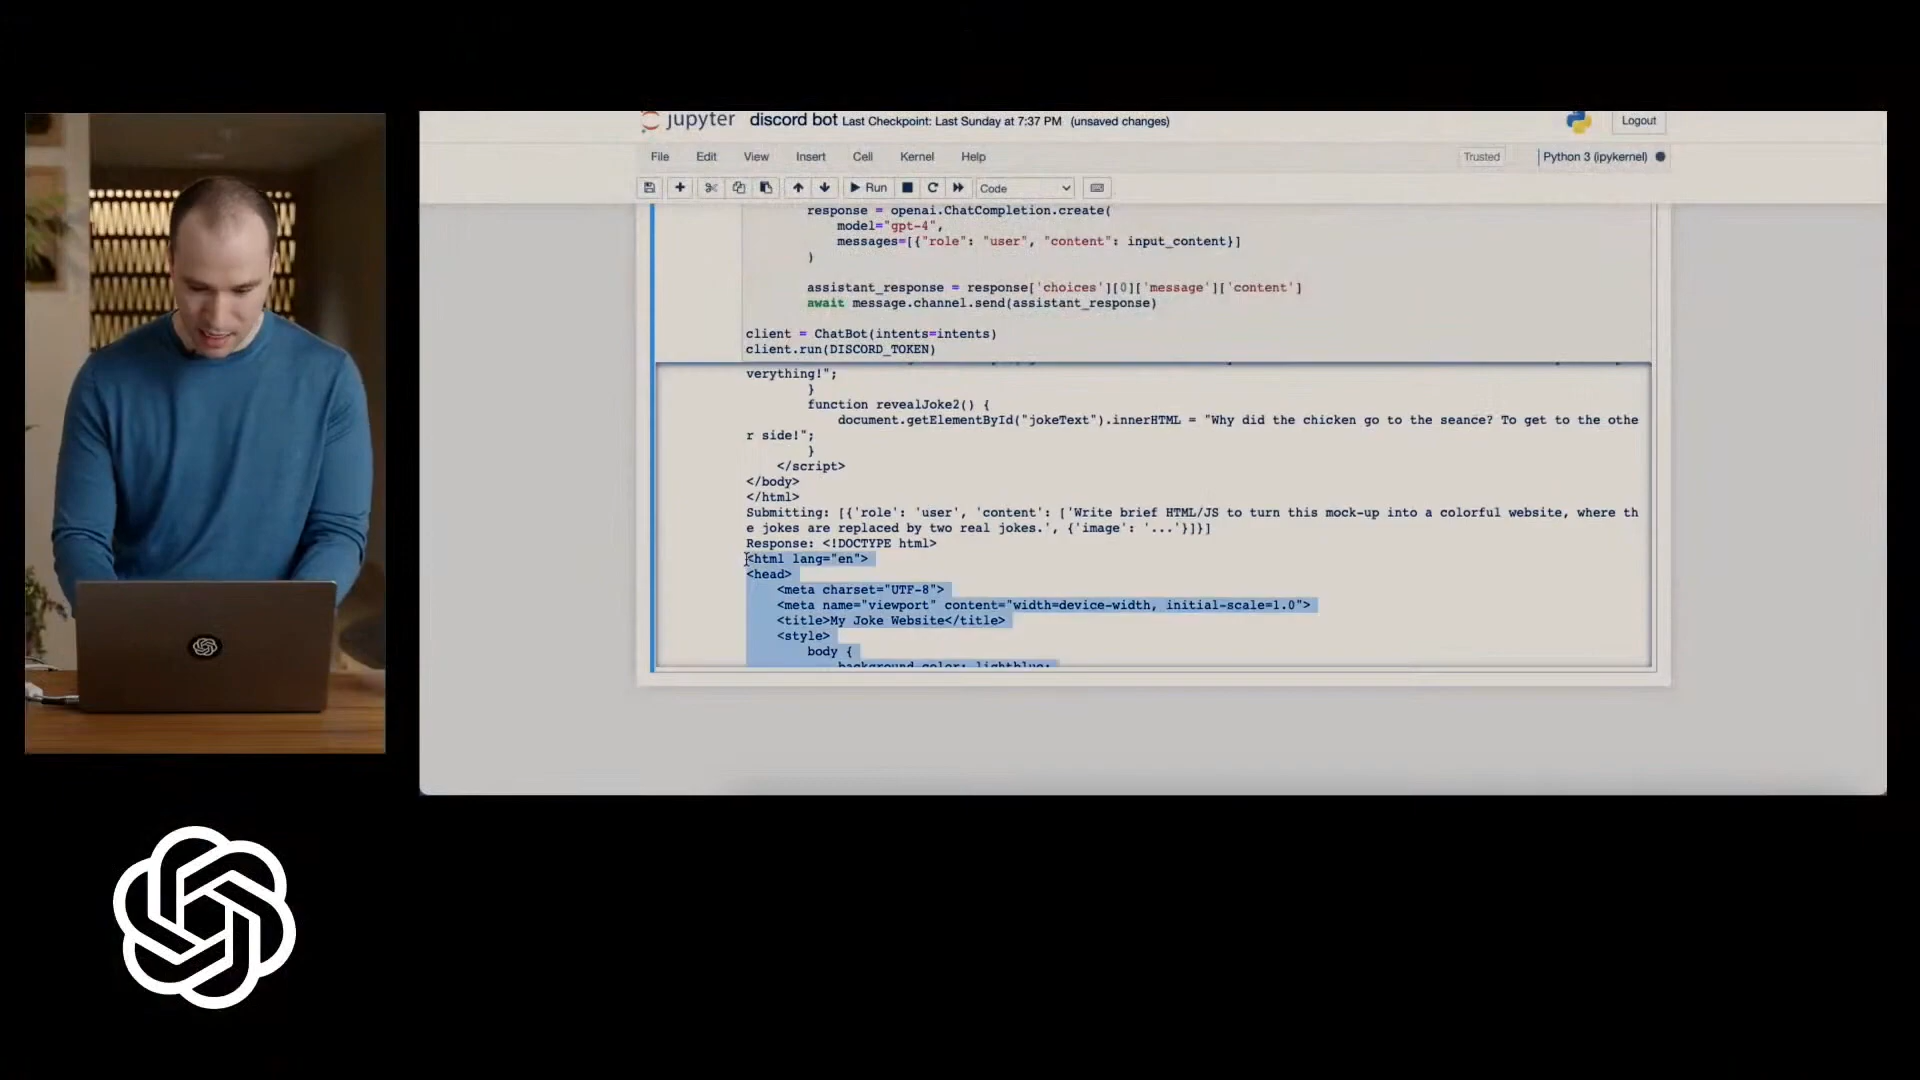 jupyter discord bot Last Checkpoint: Last Sunday at 7:37 PM (unsaved changes)
Logout
File Edit View Insert Cell Kernel Help
Trusted
Python 3 (ipykernel)
Run
Code
response = openai.ChatCompletion.create(
model="gpt-4",
messages=[{"role": "user", "content": input_content}]
)
assistant_response = response['choices'][0]['message']['content']
await message.channel.send(assistant_response)
client = ChatBot(intents=intents)
client.run(DISCORD_TOKEN)
verything!";
}
function revealJoke2() {
document.getElementById("jokeText").innerHTML = "Why did the chicken go to the seance? To get to the othe
r side!";
}
</script>
</body>
</html>
Submitting: [{'role': 'user', 'content': ['Write brief HTML/JS to turn this mock-up into a colorful website, where th
e jokes are replaced by two real jokes.', {'image': '...'}]}]
Response: <!DOCTYPE html>
<html lang="en">
<head>
<meta charset="UTF-8">
<meta name="viewport" content="width=device-width, initial-scale=1.0">
<title>My Joke Website</title>
<style>
body {
background-color: lightblue;